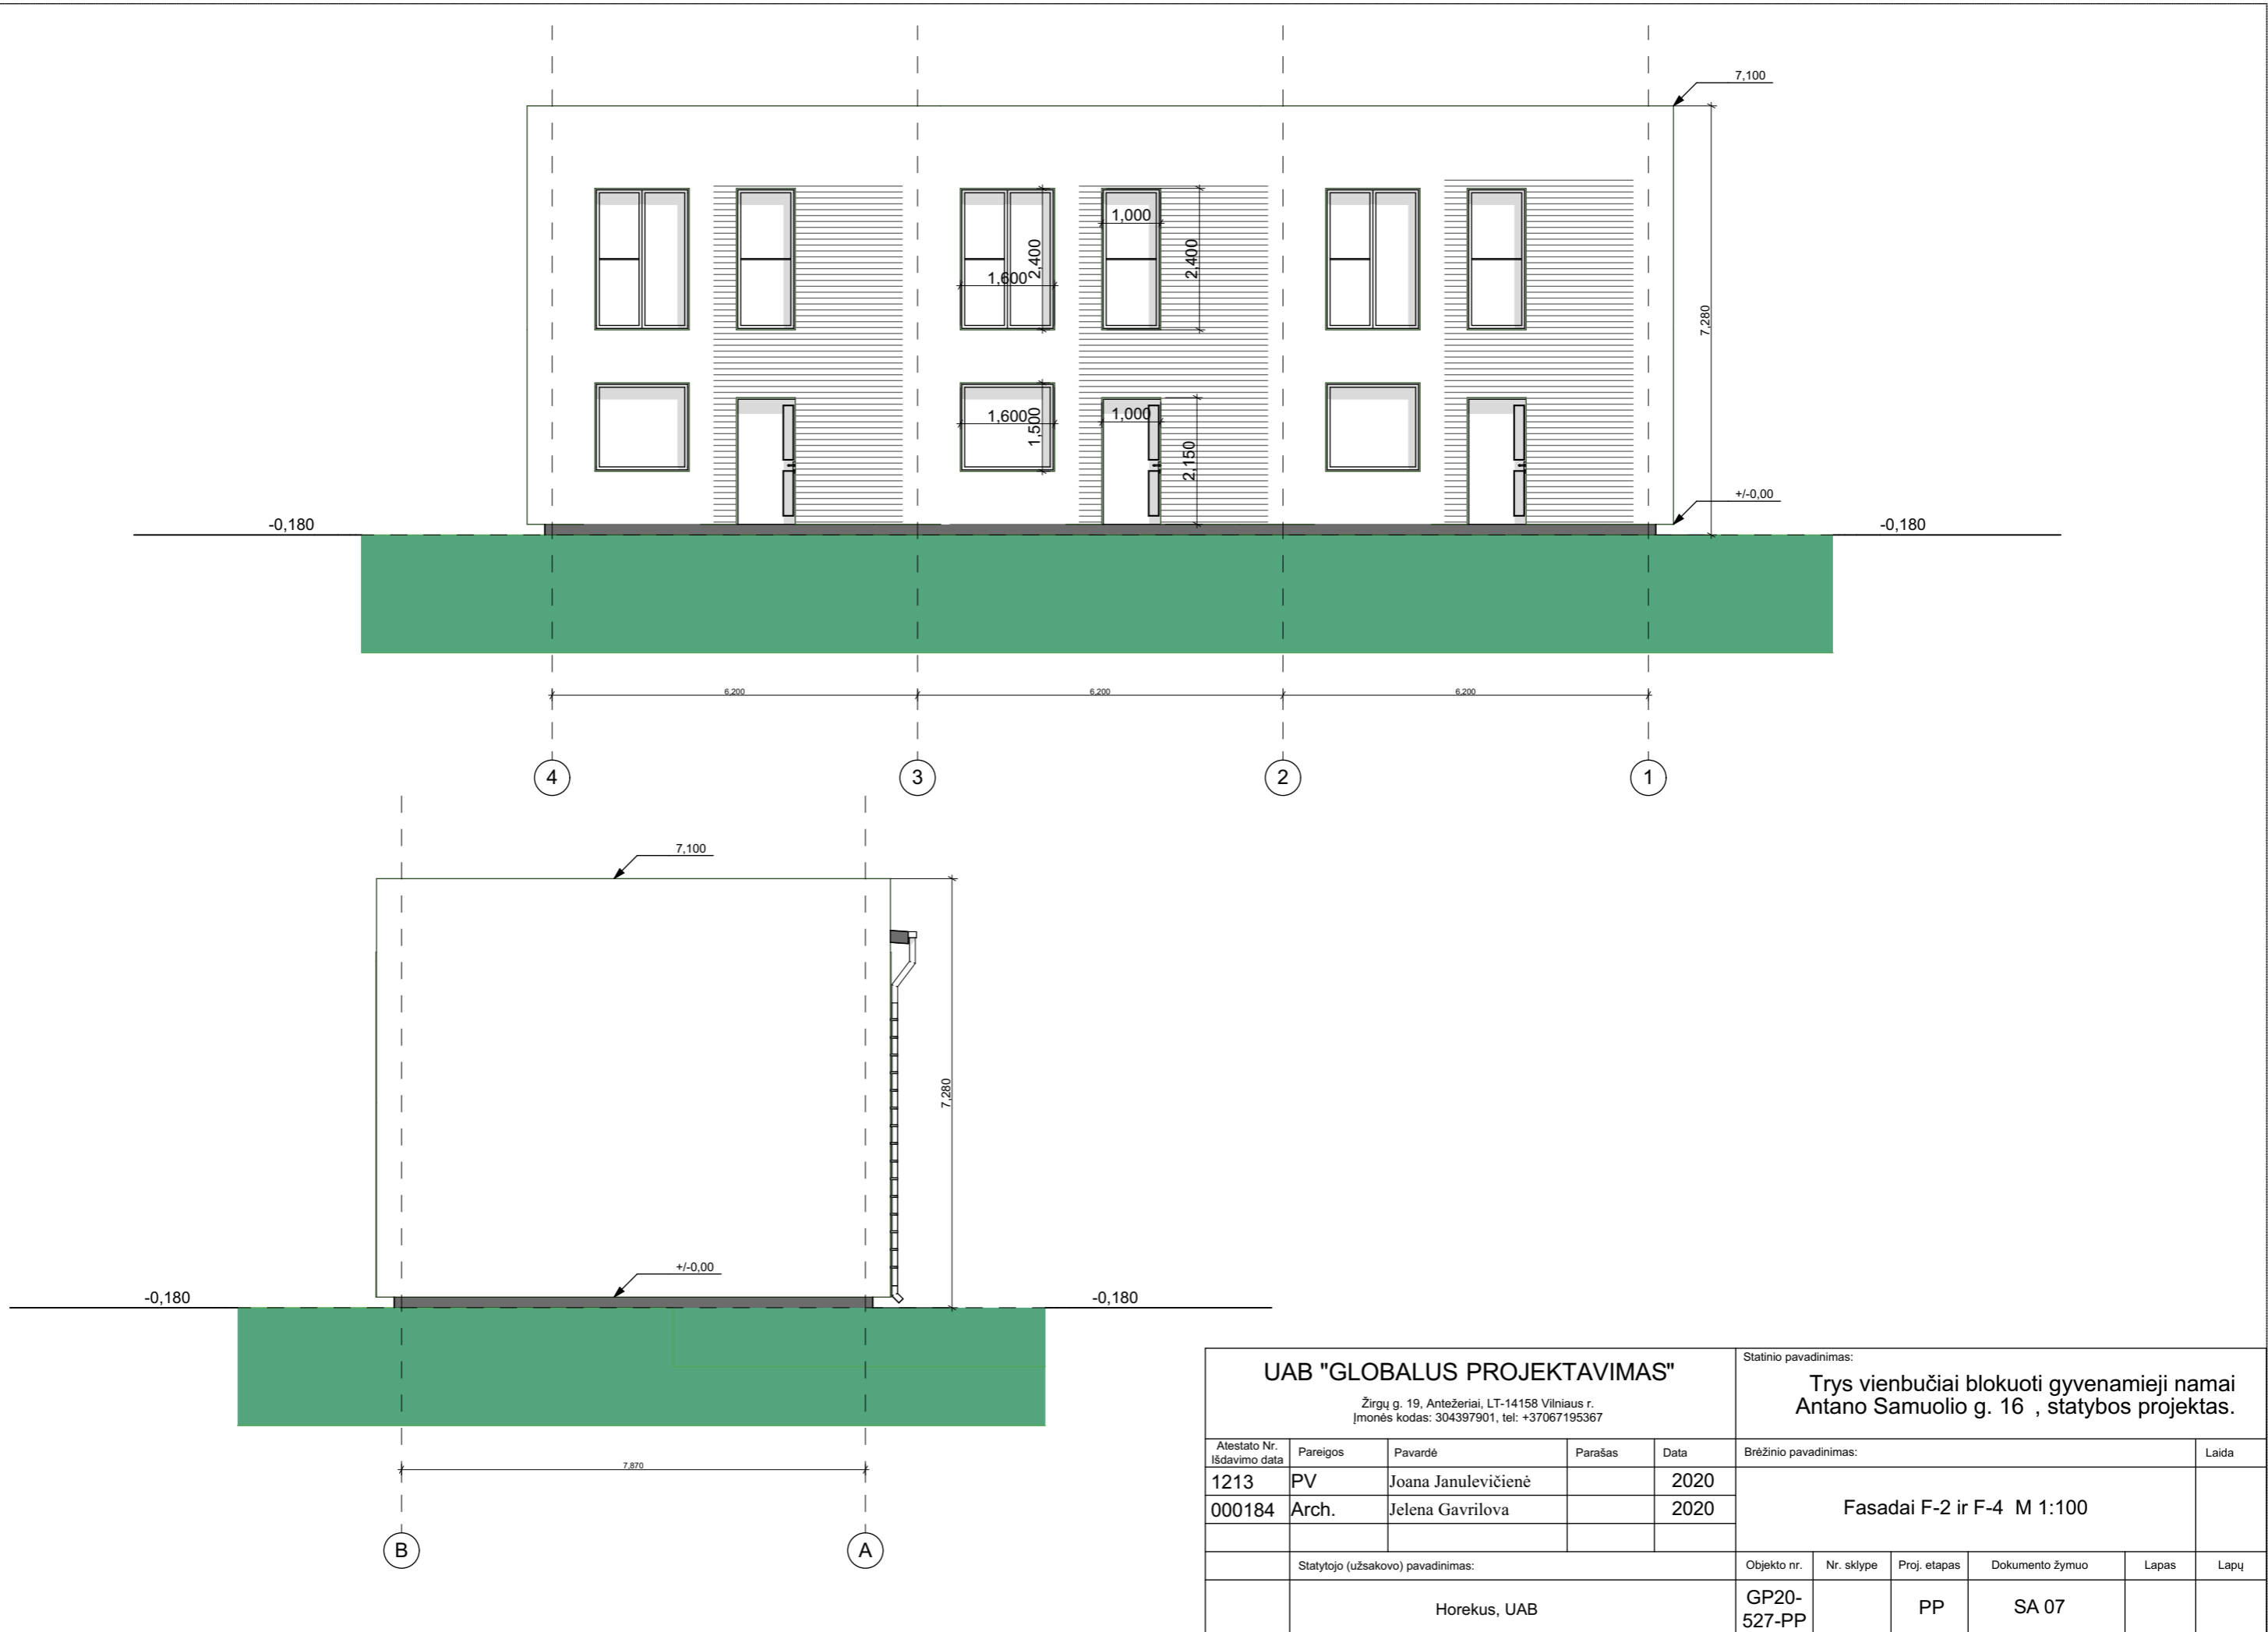 7,100
1,000
2,400
2,400
1,600
7,280
1,600
1,500
1,000
2,150
+/-0,00
-0,180
-0,180
6,200
6,200
6,200
4
3
2
1
7,100
7,280
+/-0,00
-0,180
-0,180
7,870
B
A
UAB "GLOBALUS PROJEKTAVIMAS"
Žirgų g. 19, Antežeriai, LT-14158 Vilniaus r.
Įmonės kodas: 304397901, tel: +37067195367
Statinio pavadinimas:
Trys vienbučiai blokuoti gyvenamieji namai
Antano Samuolio g. 16 , statybos projektas.
Atestato Nr.
Išdavimo data
Pareigos
Pavardė
Parašas
Data
Brėžinio pavadinimas:
Laida
1213
PV
Joana Janulevičienė
2020
000184
Arch.
Jelena Gavrilova
2020
Fasadai F-2 ir F-4 M 1:100
Statytojo (užsakovo) pavadinimas:
Objekto nr.
Nr. sklype
Proj. etapas
Dokumento žymuo
Lapas
Lapų
Horekus, UAB
GP20-
527-PP
PP
SA 07